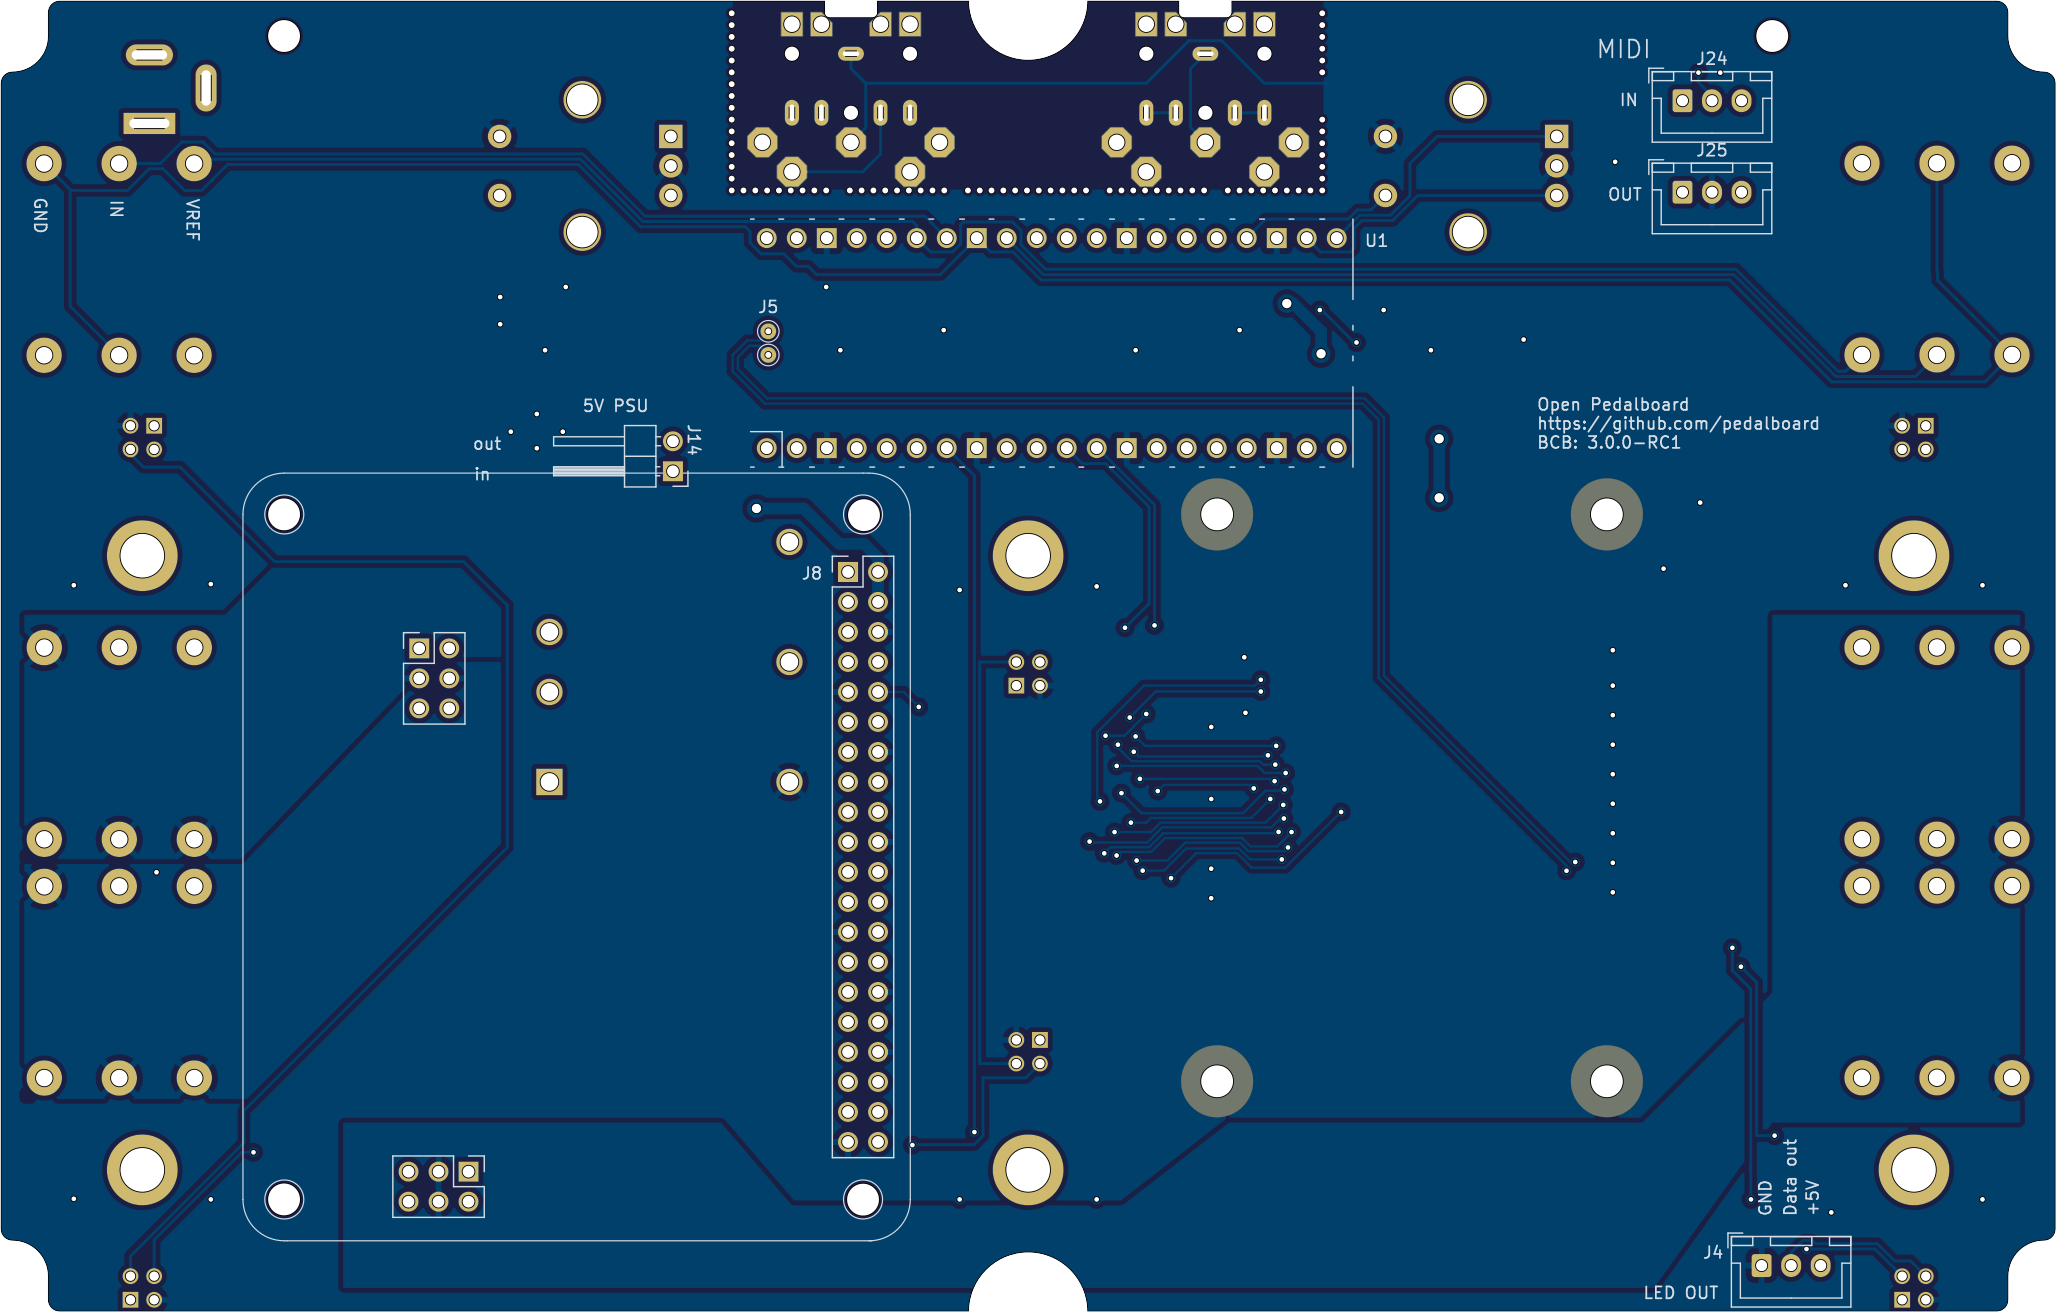 MIDI
J24
IN
J25
OUT
GND
IN
VREF
U1
J5
5V PSU
out
in
J14
Open Pedalboard
https://github.com/pedalboard
BCB: 3.0.0-RC1
J8
GND
Data out
+5V
J4
LED OUT